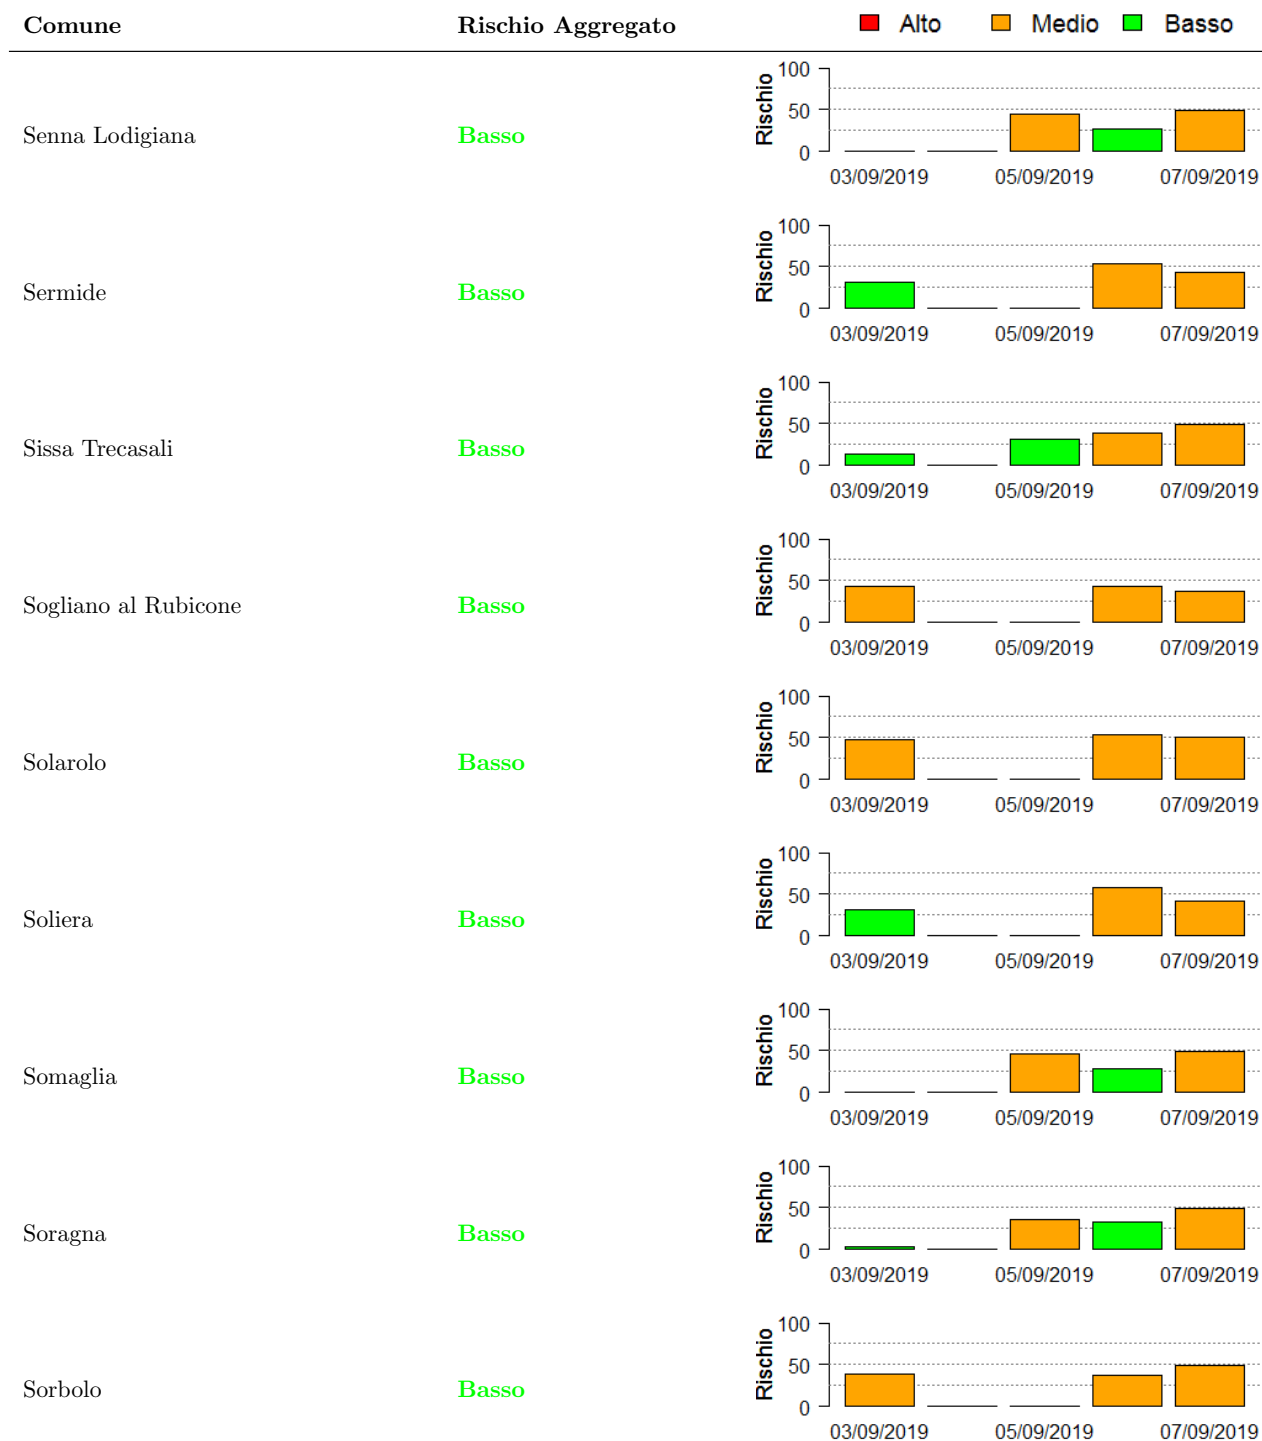 Comune Rischio Aggregato Alto Medio Basso
100
50
0
Rischio
Senna Lodigiana Basso
03/09/2019 05/09/2019 07/09/2019
100
50
0
Rischio
Sermide Basso
03/09/2019 05/09/2019 07/09/2019
100
50
0
Rischio
Sissa Trecasali Basso
03/09/2019 05/09/2019 07/09/2019
100
50
0
Rischio
Sogliano al Rubicone Basso
03/09/2019 05/09/2019 07/09/2019
100
50
0
Rischio
Solarolo Basso
03/09/2019 05/09/2019 07/09/2019
100
50
0
Rischio
Soliera Basso
03/09/2019 05/09/2019 07/09/2019
100
50
0
Rischio
Somaglia Basso
03/09/2019 05/09/2019 07/09/2019
100
50
0
Rischio
Soragna Basso
03/09/2019 05/09/2019 07/09/2019
100
50
0
Rischio
Sorbolo Basso
03/09/2019 05/09/2019 07/09/2019